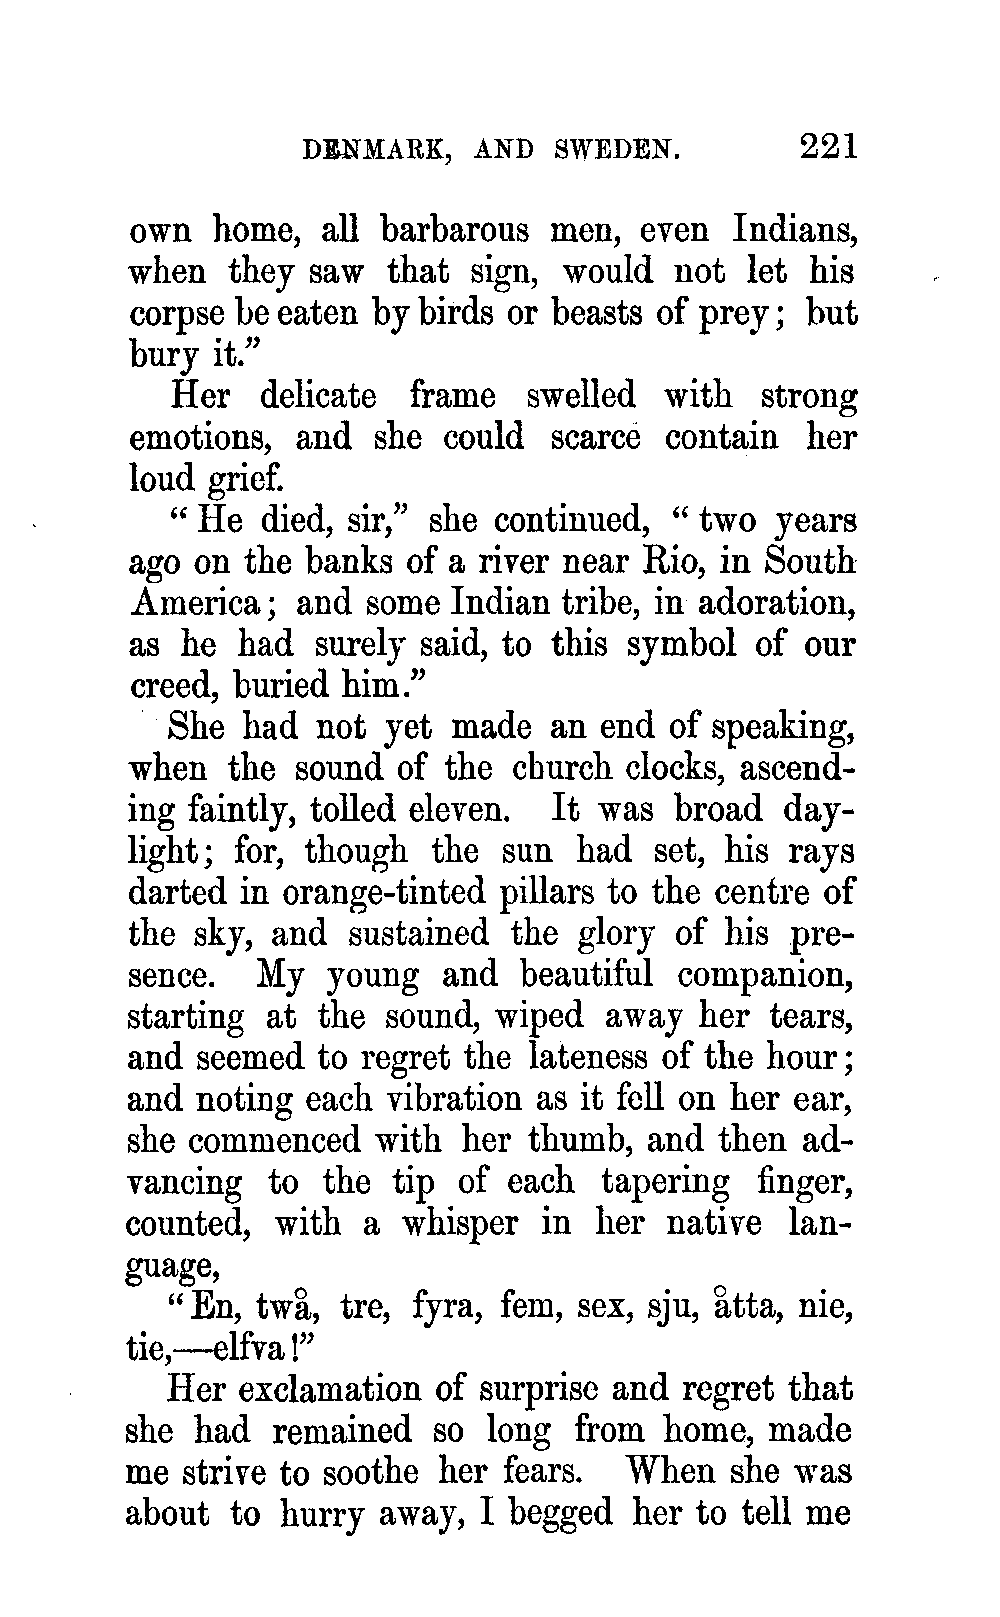 DENMARK, AND SWEDEN. 221
own home, all barbarous men, even Indians,
when they saw that sign, would not let his
corpse be eaten by birds or beasts of prey; but
bury it.”
Her delicate frame swelled with strong
emotions, and she could scarce contain her
loud grief.
“He died, sir,” she continued, “two years
ago on the banks of a river near Rio, in South
America; and some Indian tribe, in adoration,
as he had surely said, to this symbol of our
creed, buried him.”
She had not yet made an end of speaking,
when the sound of the church clocks, ascend-
ing faintly, tolled eleven. It was broad day-
light; for, though the sun had set, his rays
darted in orange-tinted pillars to the centre of
the sky, and sustained the glory of his pre-
sence. My young and beautiful companion,
starting at the sound, wiped away her tears,
and seemed to regret the lateness of the hour;
and noting each vibration as it fell on her ear,
she commenced with her thumb, and then ad-
vancing to the tip of each tapering finger,
counted, with a whisper in her native lan-
guage,
“En, twå, tre, fyra, fem, sex, sju, åtta, nie,
tie,—elfva!”
Her exclamation of surprise and regret that
she had remained so long from home, made
me strive to soothe her fears. When she was
about to hurry away, I begged her to tell me